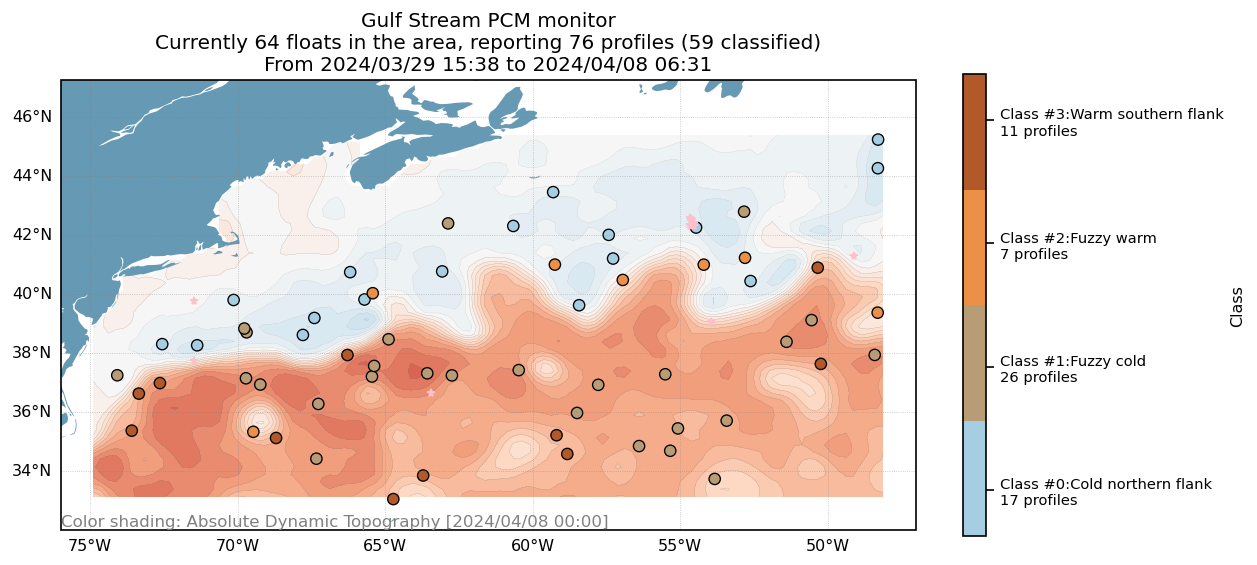 Gulf Stream PCM monitor
Currently 64 floats in the area, reporting 76 profiles (59 classified)
From 2024/03/29 15:38 to 2024/04/08 06:31
46°N
44°N
42°N
40°N
38°N
36°N
34°N
Color shading: Absolute Dynamic Topography [2024/04/08 00:00]
75°W
70°W
65°W
60°W
55°W
50°W
Class #3:Warm southern flank
11 profiles
Class #2:Fuzzy warm
7 profiles
Class #1:Fuzzy cold
26 profiles
Class #0:Cold northern flank
17 profiles
Class